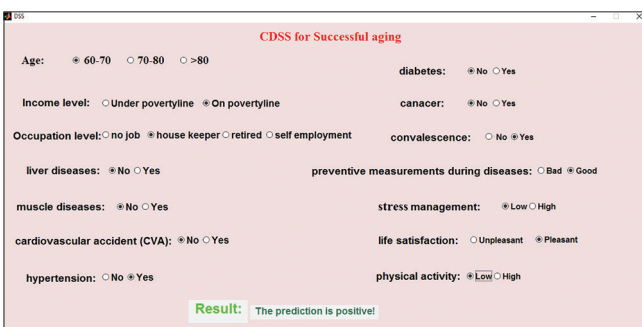 DSS
CDSS for Successful aging
Age: 60-70 70-80 >80
diabetes: No Yes
Income level: Under povertyline On povertyline
canacer: No Yes
Occupation level: no job house keeper retired self employment
convalescence: No Yes
liver diseases: No Yes
preventive measurements during diseases: Bad Good
muscle diseases: No Yes
stress management: Low High
cardiovascular accident (CVA): No Yes
life satisfaction: Unpleasant Pleasant
hypertension: No Yes
physical activity: Low High
Result: The prediction is positive!